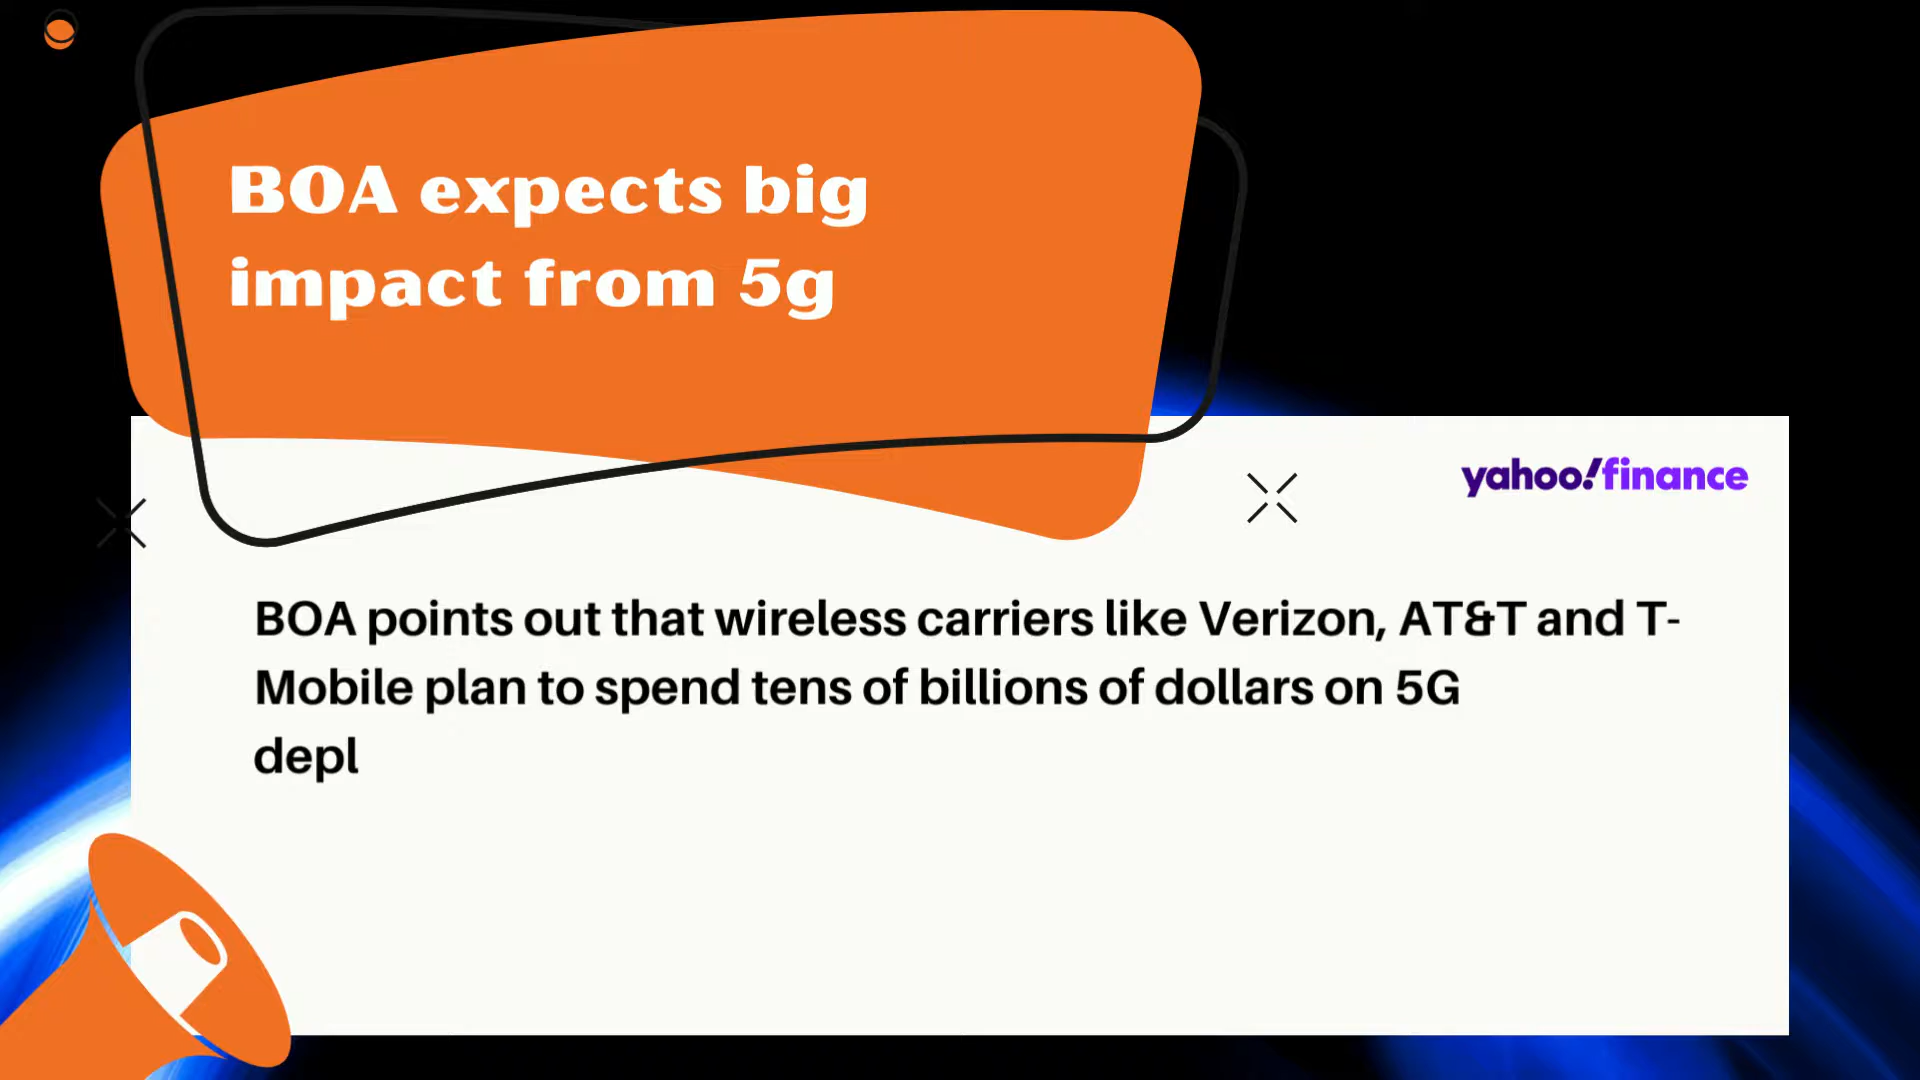 BOA expects big
impact from 5g
yahoo!finance
BOA points out that wireless carriers like Verizon, AT&T and T-
Mobile plan to spend tens of billions of dollars on 5G
depl